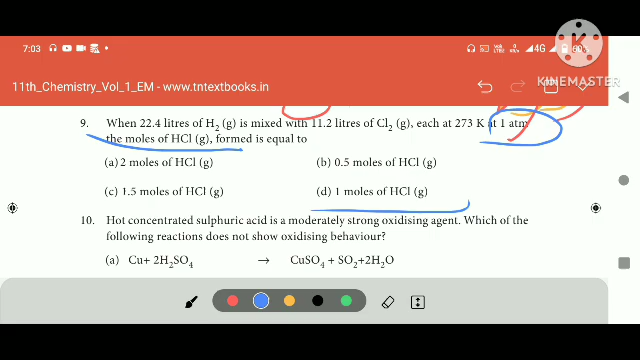 7:03
4G 60%
KINEMASTER
11th_Chemistry_Vol_1_EM - www.tntextbooks.in
9. When 22.4 litres of H2 (g) is mixed with 11.2 litres of Cl2 (g), each at 273 K at 1 atm
the moles of HCl (g), formed is equal to
(a) 2 moles of HCl (g) (b) 0.5 moles of HCl (g)
(c) 1.5 moles of HCl (g) (d) 1 moles of HCl (g)
10. Hot concentrated sulphuric acid is a moderately strong oxidising agent. Which of the
following reactions does not show oxidising behaviour?
(a) Cu+ 2H2SO4 → CuSO4 + SO2+2H2O